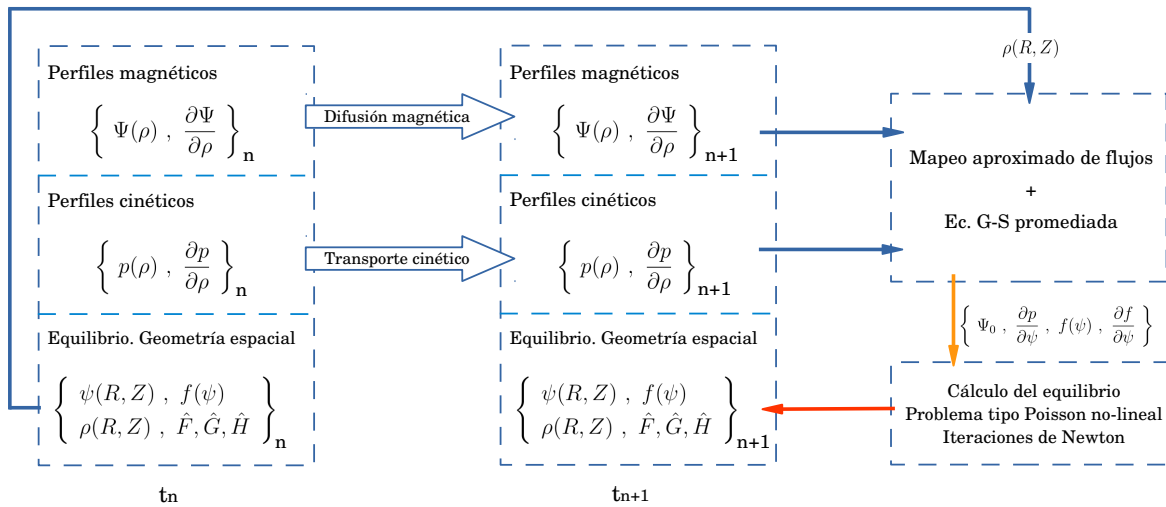 ρ(R, Z)
Perfiles magnéticos
{ Ψ(ρ) , ∂Ψ/∂ρ }n
Difusión magnética
Perfiles magnéticos
{ Ψ(ρ) , ∂Ψ/∂ρ }n+1
Mapeo aproximado de flujos
+
Ec. G-S promediada
Perfiles cinéticos
{ p(ρ) , ∂p/∂ρ }n
Transporte cinético
Perfiles cinéticos
{ p(ρ) , ∂p/∂ρ }n+1
{ Ψ0 , ∂p/∂ψ , f(ψ) , ∂f/∂ψ }
Equilibrio. Geometría espacial
{ ψ(R, Z) , f(ψ)
ρ(R, Z) , F̂, Ĝ, Ĥ }n
Equilibrio. Geometría espacial
{ ψ(R, Z) , f(ψ)
ρ(R, Z) , F̂, Ĝ, Ĥ }n+1
Cálculo del equilibrio
Problema tipo Poisson no-lineal
Iteraciones de Newton
tn
tn+1